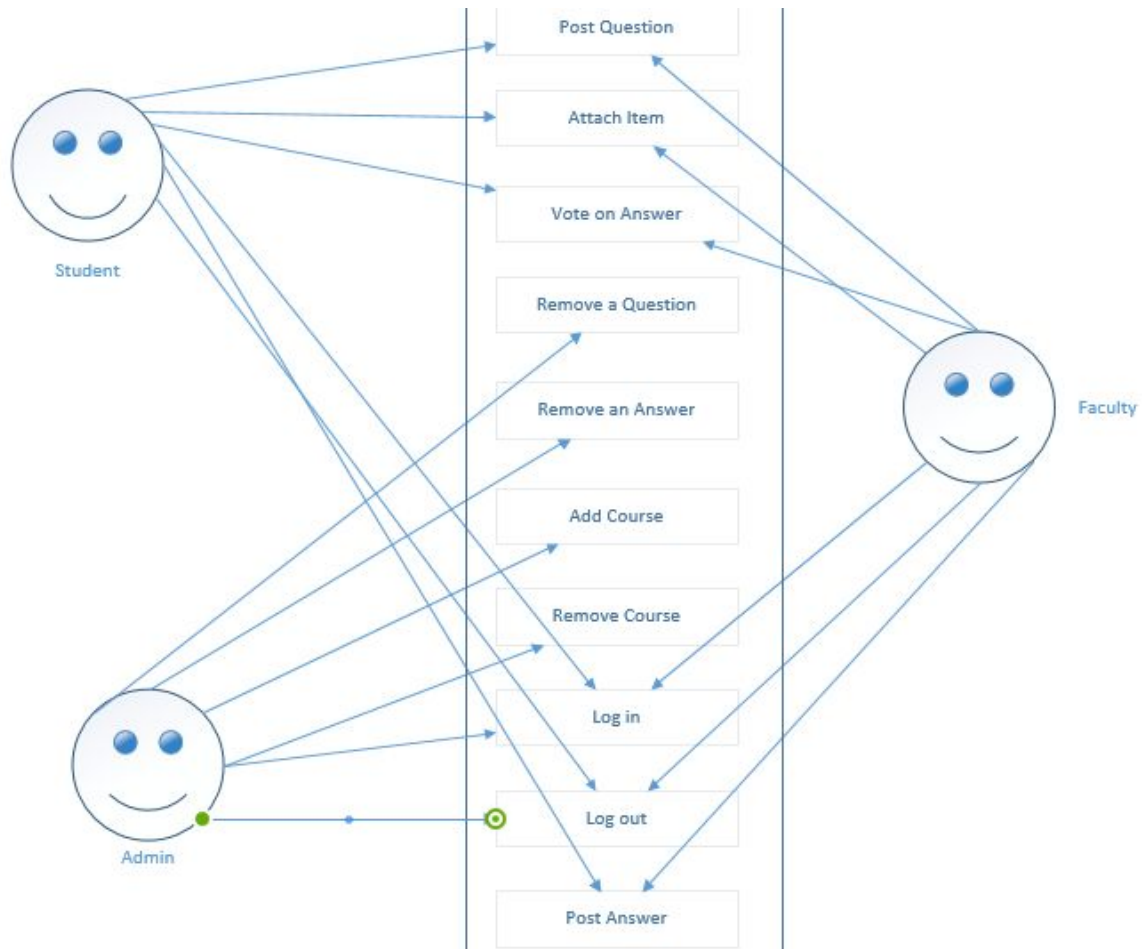 Post Question
Attach Item
Vote on Answer
Student
Remove a Question
Remove an Answer
Faculty
Add Course
Remove Course
Log in
Log out
Admin
Post Answer